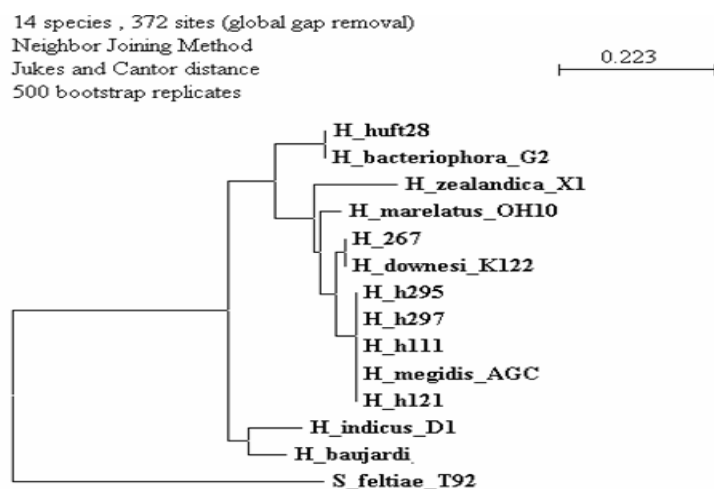 14 species , 372 sites (global gap removal)
Neighbor Joining Method
Jukes and Cantor distance
500 bootstrap replicates
0.223
H_huft28
H_bacteriophora_G2
H_zealandica_X1
H_marelatus_OH10
H_267
H_downesi_K122
H_h295
H_h297
H_h111
H_megidis_AGC
H_h121
H_indicus_D1
H_baujardi
S_feltiae_T92